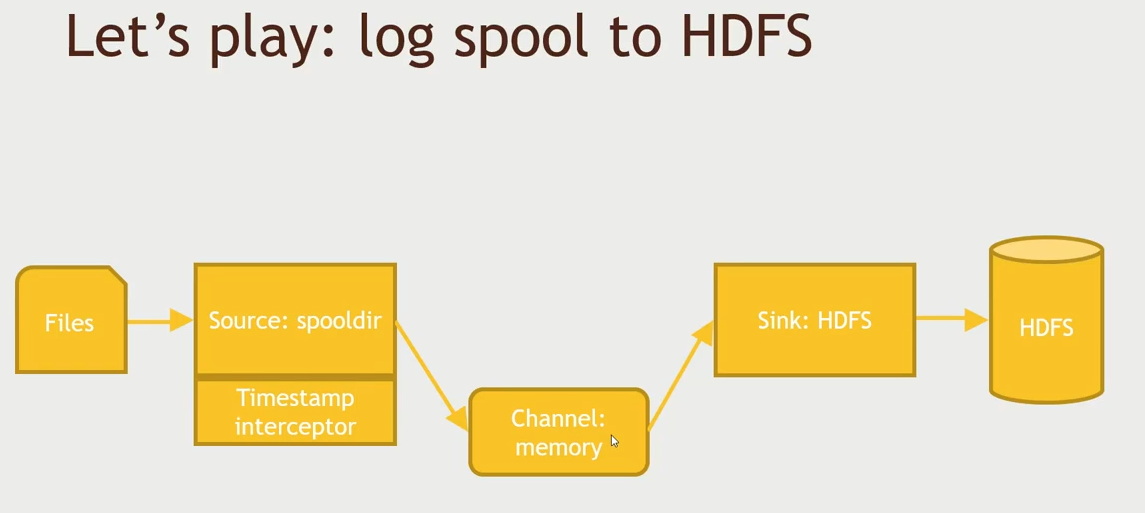 Let's play: log spool to HDFS
Files
Source: spooldir
Timestamp
interceptor
Channel:
memory
Sink: HDFS
HDFS